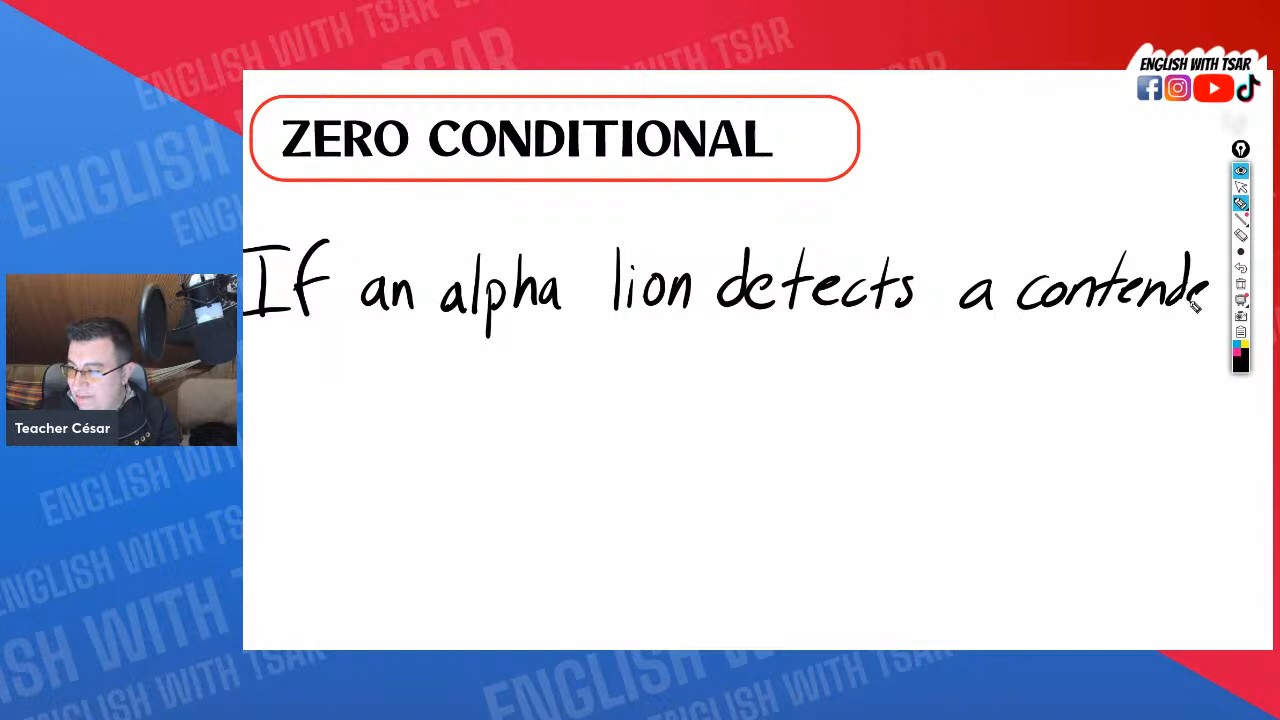 ENGLISH WITH TSAR
ZERO CONDITIONAL
If an alpha lion detects a contende
Teacher César